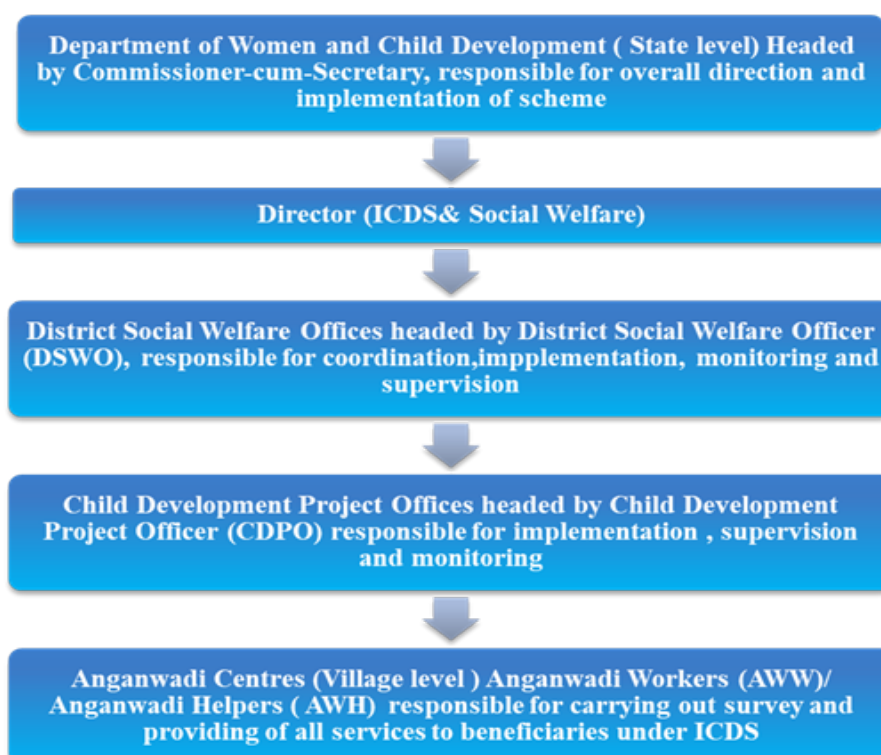 Department of Women and Child Development ( State level) Headed
by Commissioner-cum-Secretary, responsible for overall direction and
implementation of scheme
Director (ICDS& Social Welfare)
District Social Welfare Offices headed by District Social Welfare Officer
(DSWO), responsible for coordination,impplementation, monitoring and
supervision
Child Development Project Offices headed by Child Development
Project Officer (CDPO) responsible for implementation , supervision
and monitoring
Anganwadi Centres (Village level ) Anganwadi Workers (AWW)/
Anganwadi Helpers ( AWH) responsible for carrying out survey and
providing of all services to beneficiaries under ICDS